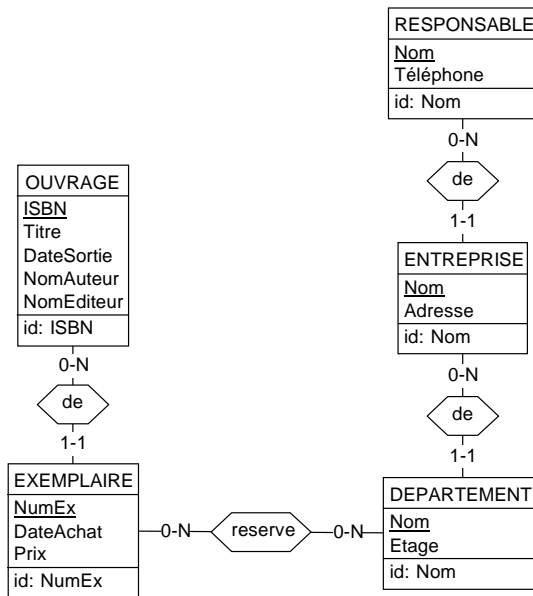 RESPONSABLE
Nom
Téléphone
id: Nom
0-N
de
1-1
OUVRAGE
ISBN
Titre
DateSortie
NomAuteur
NomEditeur
id: ISBN
ENTREPRISE
Nom
Adresse
id: Nom
0-N
de
1-1
0-N
de
1-1
EXEMPLAIRE
NumEx
DateAchat
Prix
id: NumEx
0-N
reserve
0-N
DEPARTEMENT
Nom
Etage
id: Nom